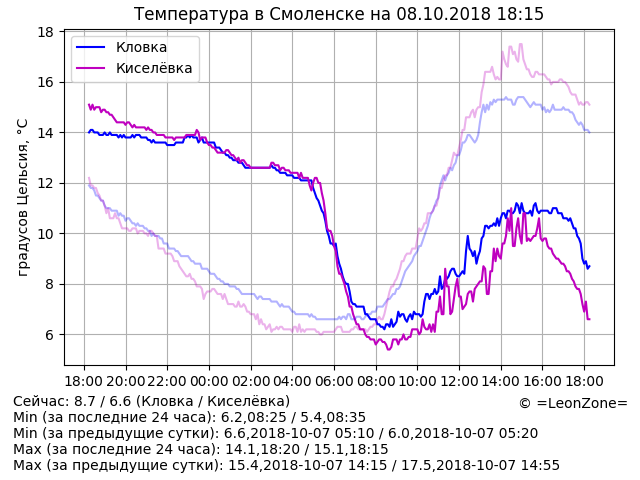 Температура в Смоленске на 08.10.2018 18:15
18
16
14
12
10
8
6
градусов Цельсия, °C
Кловка
Киселёвка
18:00 20:00 22:00 00:00 02:00 04:00 06:00 08:00 10:00 12:00 14:00 16:00 18:00
Сейчас: 8.7 / 6.6 (Кловка / Киселёвка)
© =LeonZone=
Min (за последние 24 часа): 6.2,08:25 / 5.4,08:35
Min (за предыдущие сутки): 6.6,2018-10-07 05:10 / 6.0,2018-10-07 05:20
Max (за последние 24 часа): 14.1,18:20 / 15.1,18:15
Max (за предыдущие сутки): 15.4,2018-10-07 14:15 / 17.5,2018-10-07 14:55